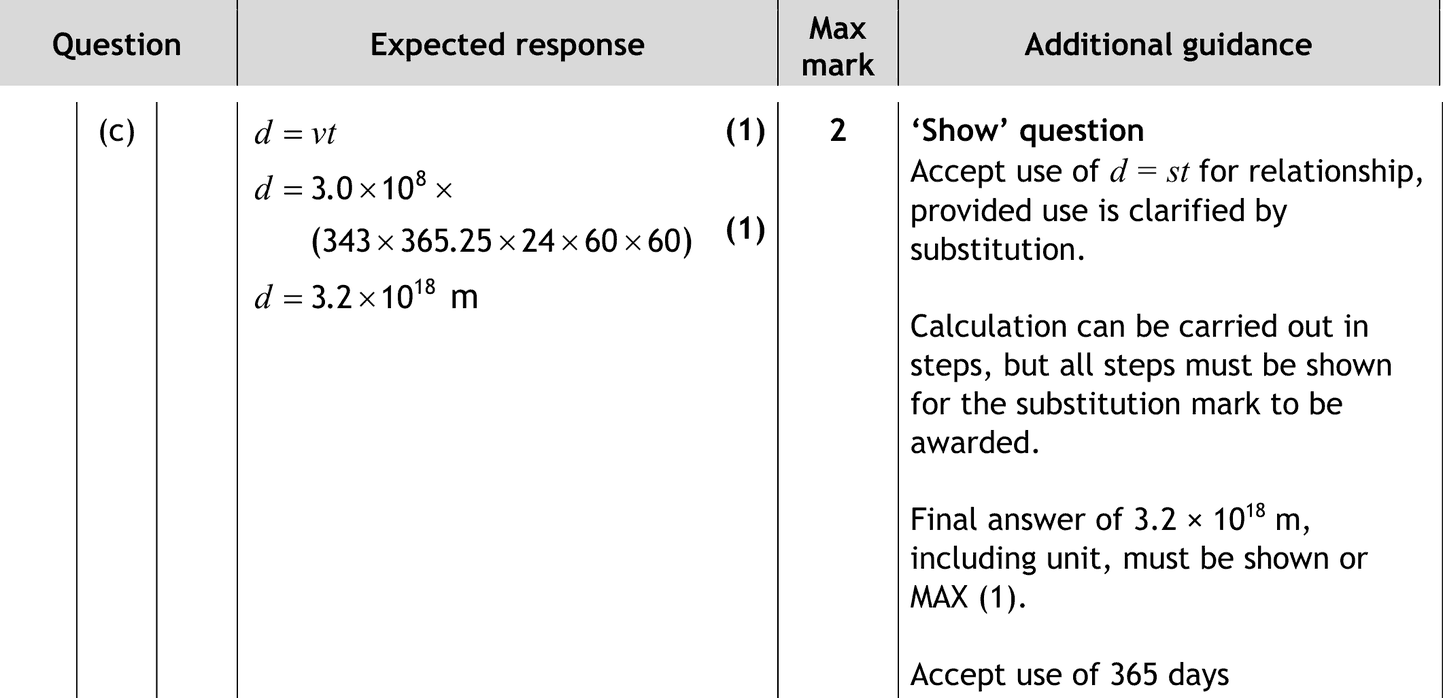 Question
Expected response
Max
mark
Additional guidance
(c)
d = vt (1)
d = 3.0 × 10⁸ ×
(343 × 365.25 × 24 × 60 × 60) (1)
d = 3.2 × 10¹⁸ m
2
‘Show’ question
Accept use of d = st for relationship,
provided use is clarified by
substitution.
Calculation can be carried out in
steps, but all steps must be shown
for the substitution mark to be
awarded.
Final answer of 3.2 × 10¹⁸ m,
including unit, must be shown or
MAX (1).
Accept use of 365 days